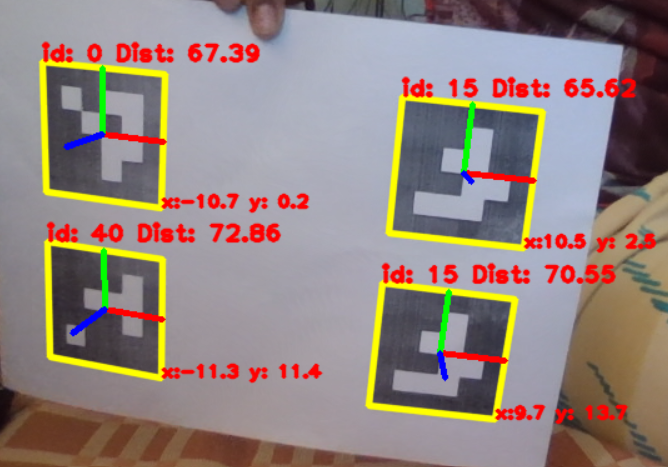 id: 0 Dist: 67.39
id: 15 Dist: 65.62
x:-10.7 y: 0.2
x:10.5 y: 2.5
id: 40 Dist: 72.86
id: 15 Dist: 70.55
x:-11.3 y: 11.4
x:9.7 y: 13.7